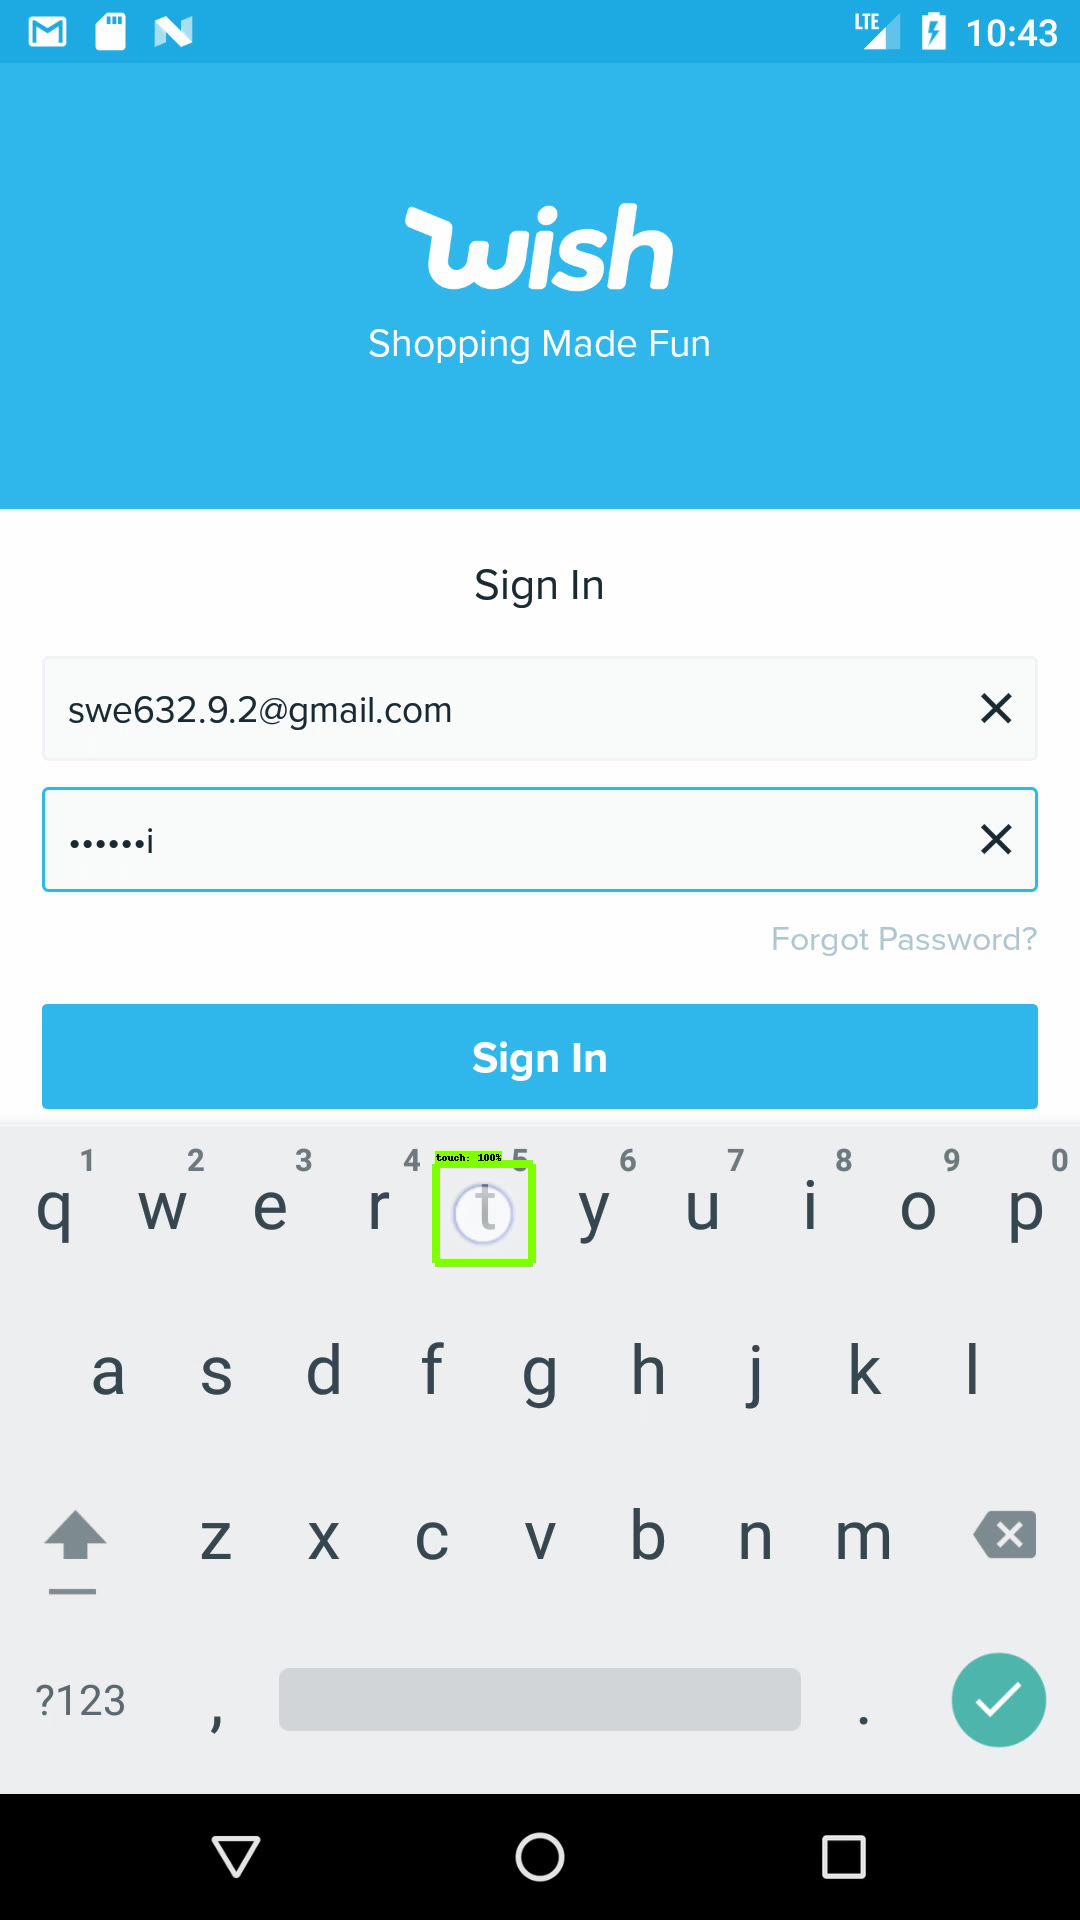 LTE 10:43
wish
Shopping Made Fun
Sign In
swe632.9.2@gmail.com
••••••i
Forgot Password?
Sign In
1 2 3 4 touch: 100% 5 6 7 8 9 0
q w e r t y u i o p
a s d f g h j k l
z x c v b n m
?123 , .